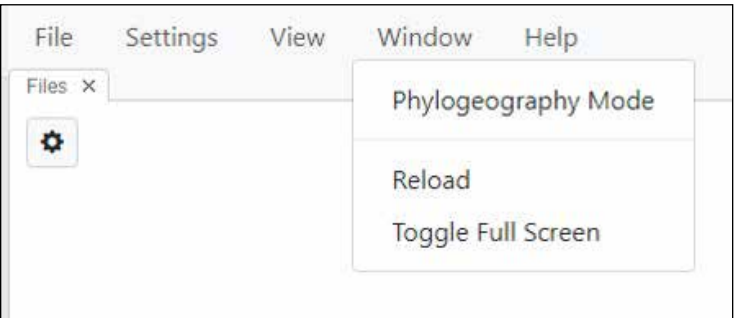 File Settings View Window Help
Files ×
Phylogeography Mode
Reload
Toggle Full Screen